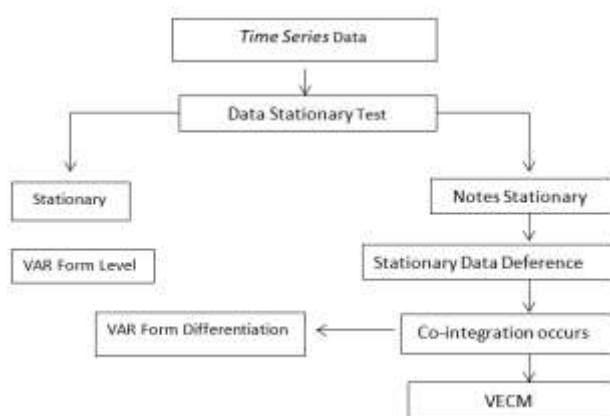 Time Series Data
Data Stationary Test
Stationary
Notes Stationary
VAR Form Level
Stationary Data Deference
VAR Form Differentiation
Co-integration occurs
VECM